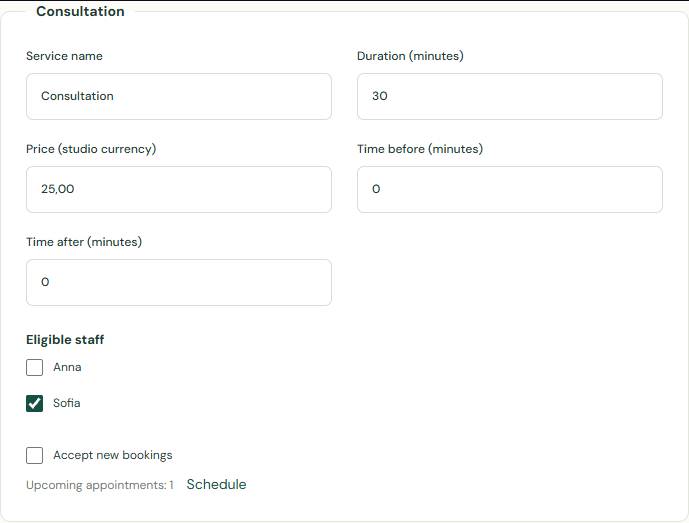 Consultation
Service name
Duration (minutes)
Consultation
30
Price (studio currency)
Time before (minutes)
25,00
0
Time after (minutes)
0
Eligible staff
Anna
Sofia
Accept new bookings
Upcoming appointments: 1 Schedule